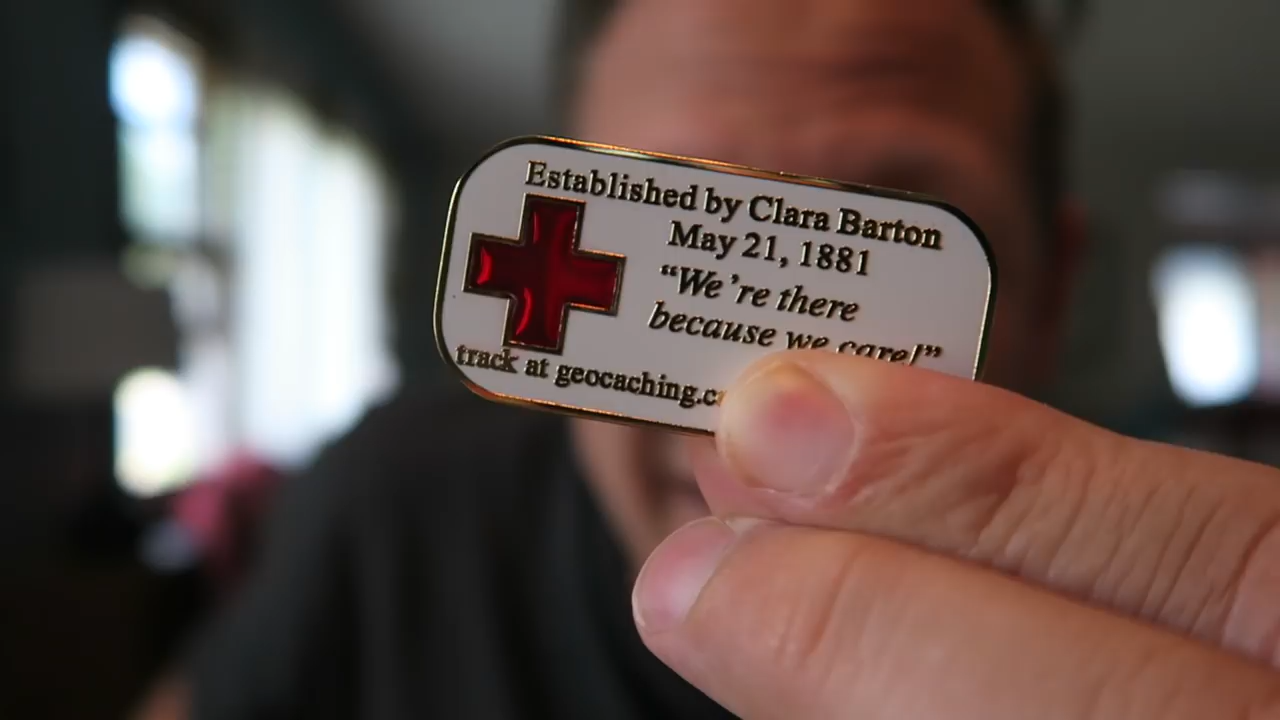 Established by Clara Barton
May 21, 1881
“We’re there
because we care!”
track at geocaching.c